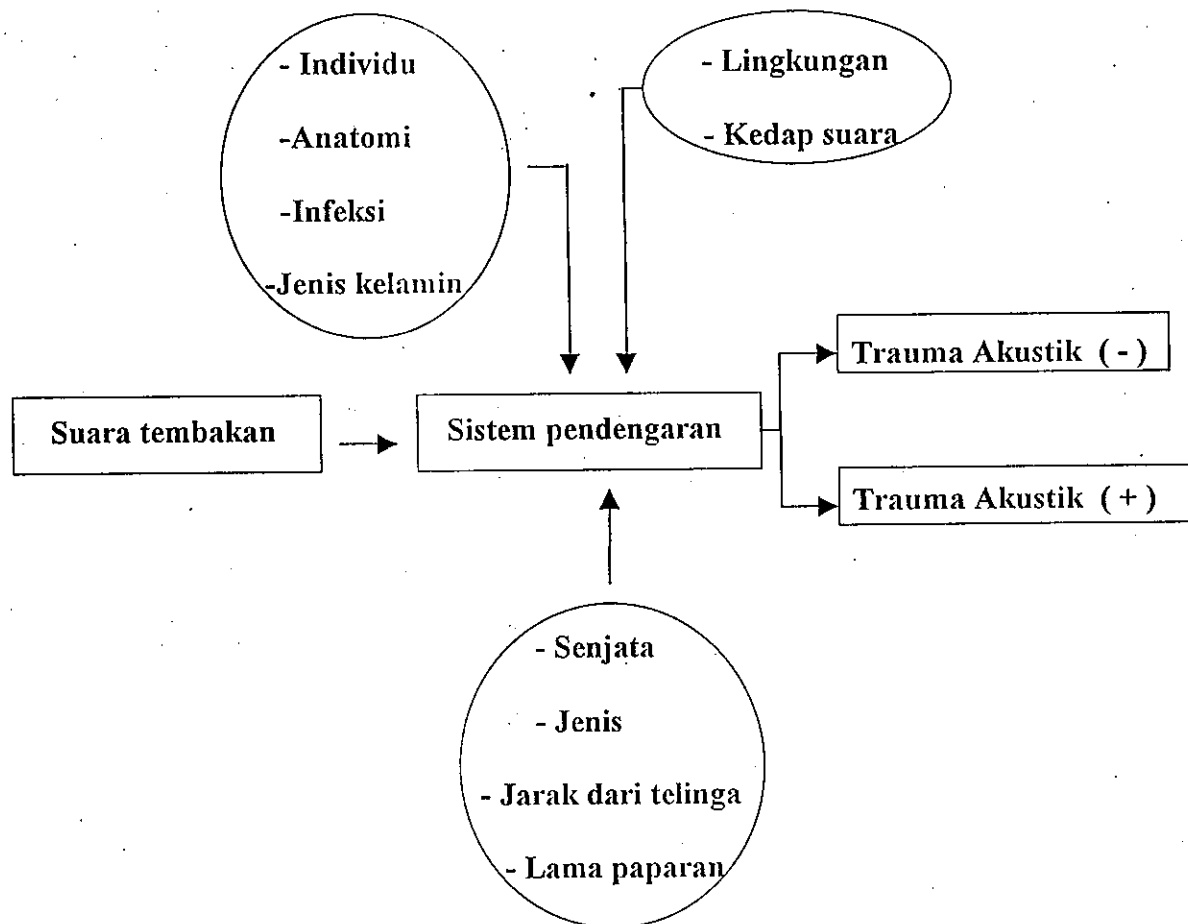 - Individu
-Anatomi
-Infeksi
-Jenis kelamin
- Lingkungan
- Kedap suara
Suara tembakan
Sistem pendengaran
Trauma Akustik ( - )
Trauma Akustik ( + )
- Senjata
- Jenis
- Jarak dari telinga
- Lama paparan